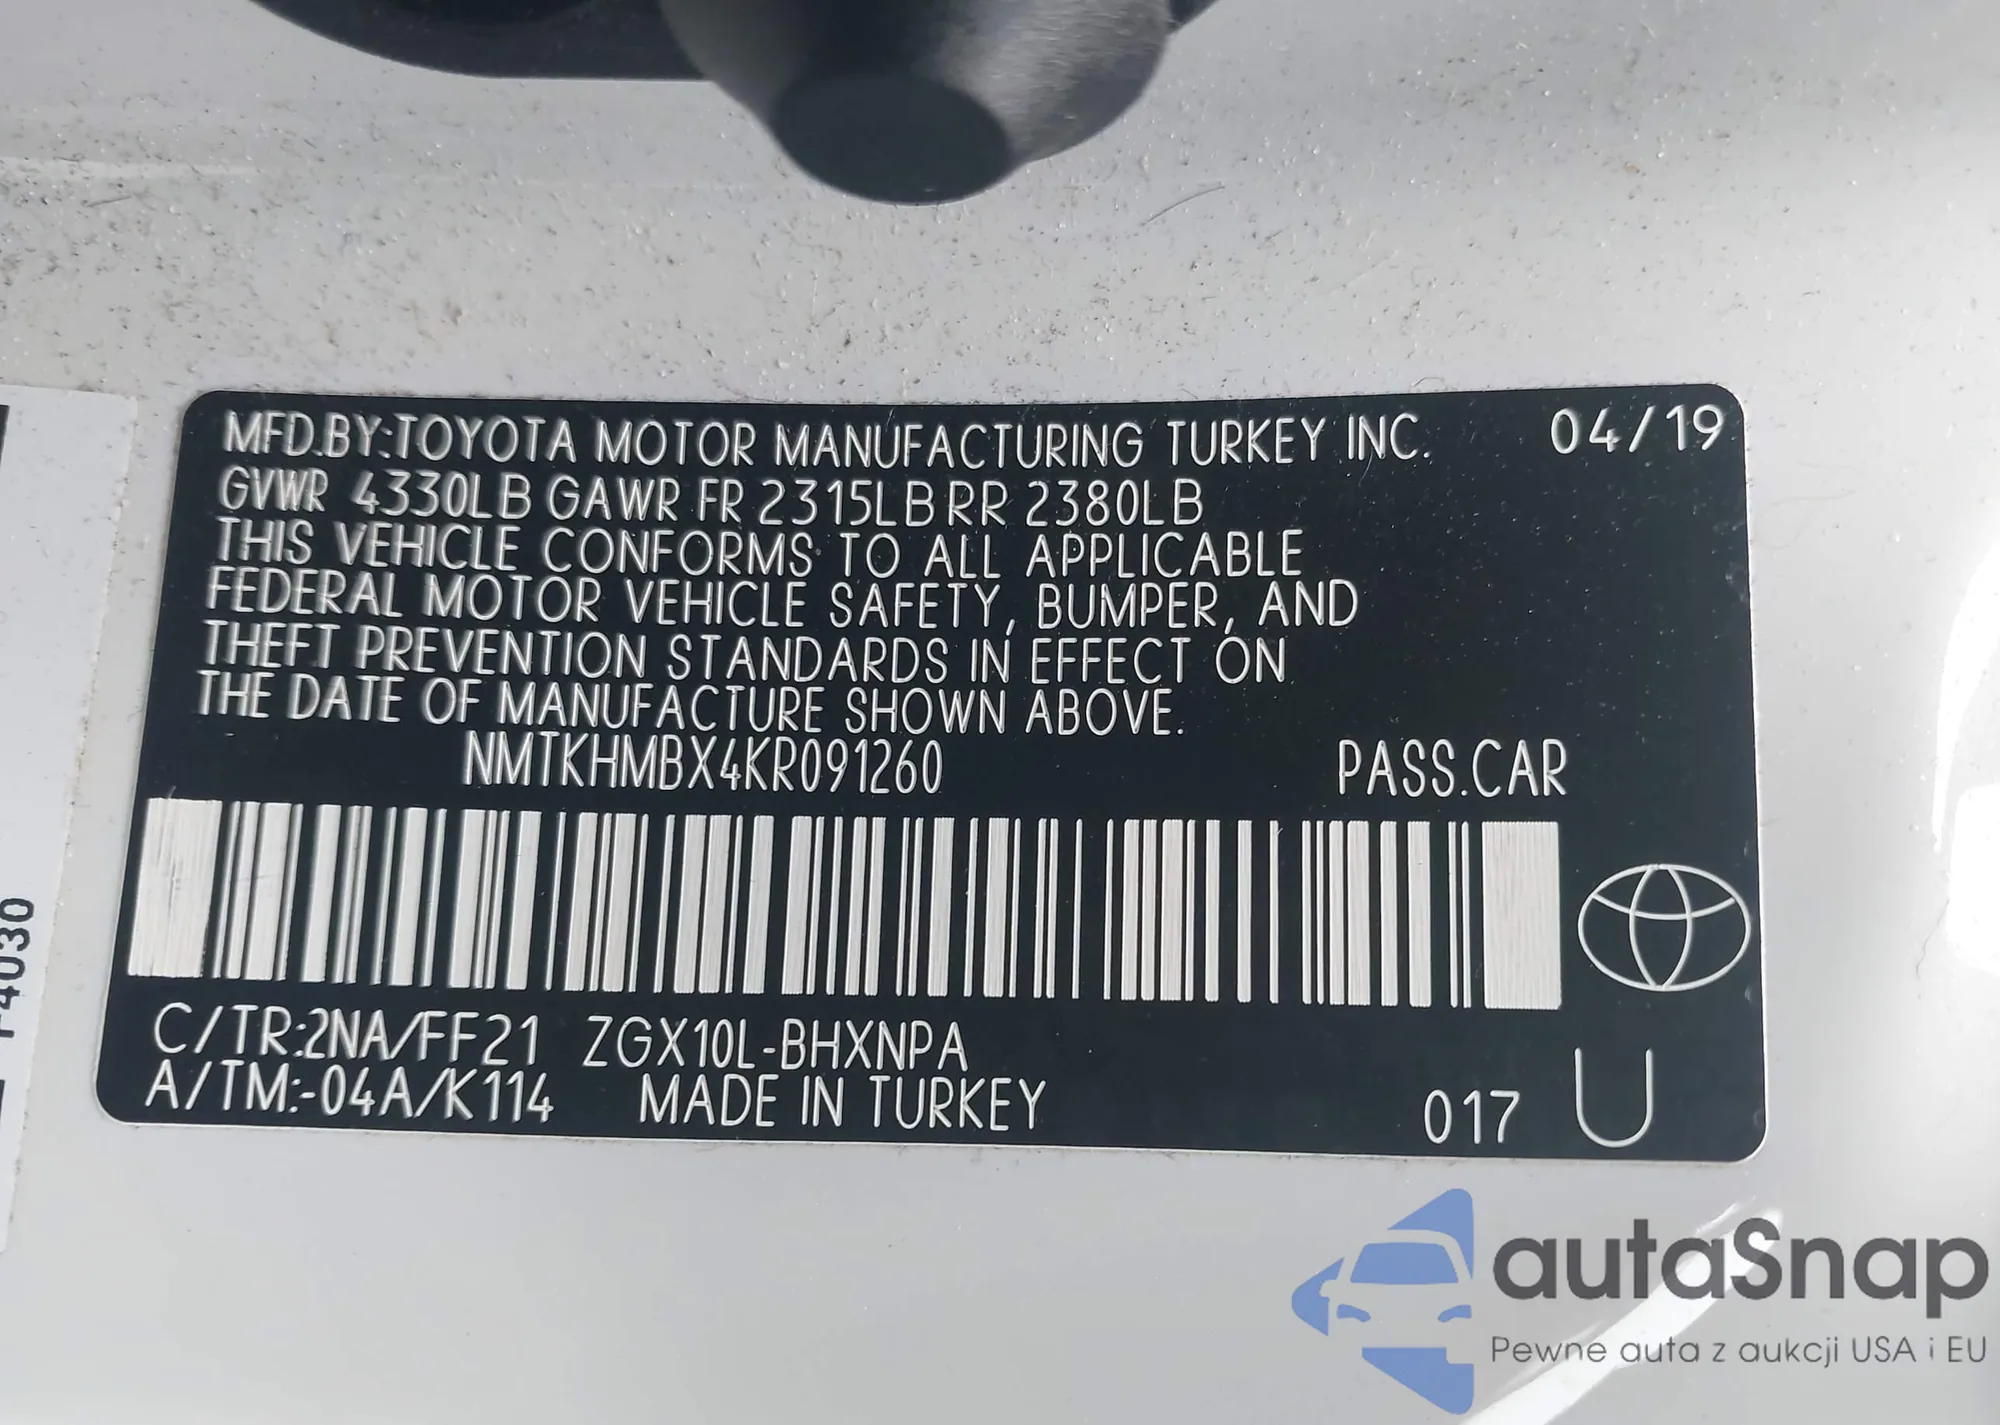 MFD.BY:TOYOTA MOTOR MANUFACTURING TURKEY INC. 04/19
GVWR 4330LB GAWR FR 2315LB RR 2380LB
THIS VEHICLE CONFORMS TO ALL APPLICABLE
FEDERAL MOTOR VEHICLE SAFETY, BUMPER, AND
THEFT PREVENTION STANDARDS IN EFFECT ON
THE DATE OF MANUFACTURE SHOWN ABOVE.
NMTKHMBX4KR091260 PASS.CAR
C/TR:2NA/FF21 ZGX10L-BHXNPA
A/TM:-04A/K114 MADE IN TURKEY 017 U
autaSnap
Pewne auta z aukcji USA i EU